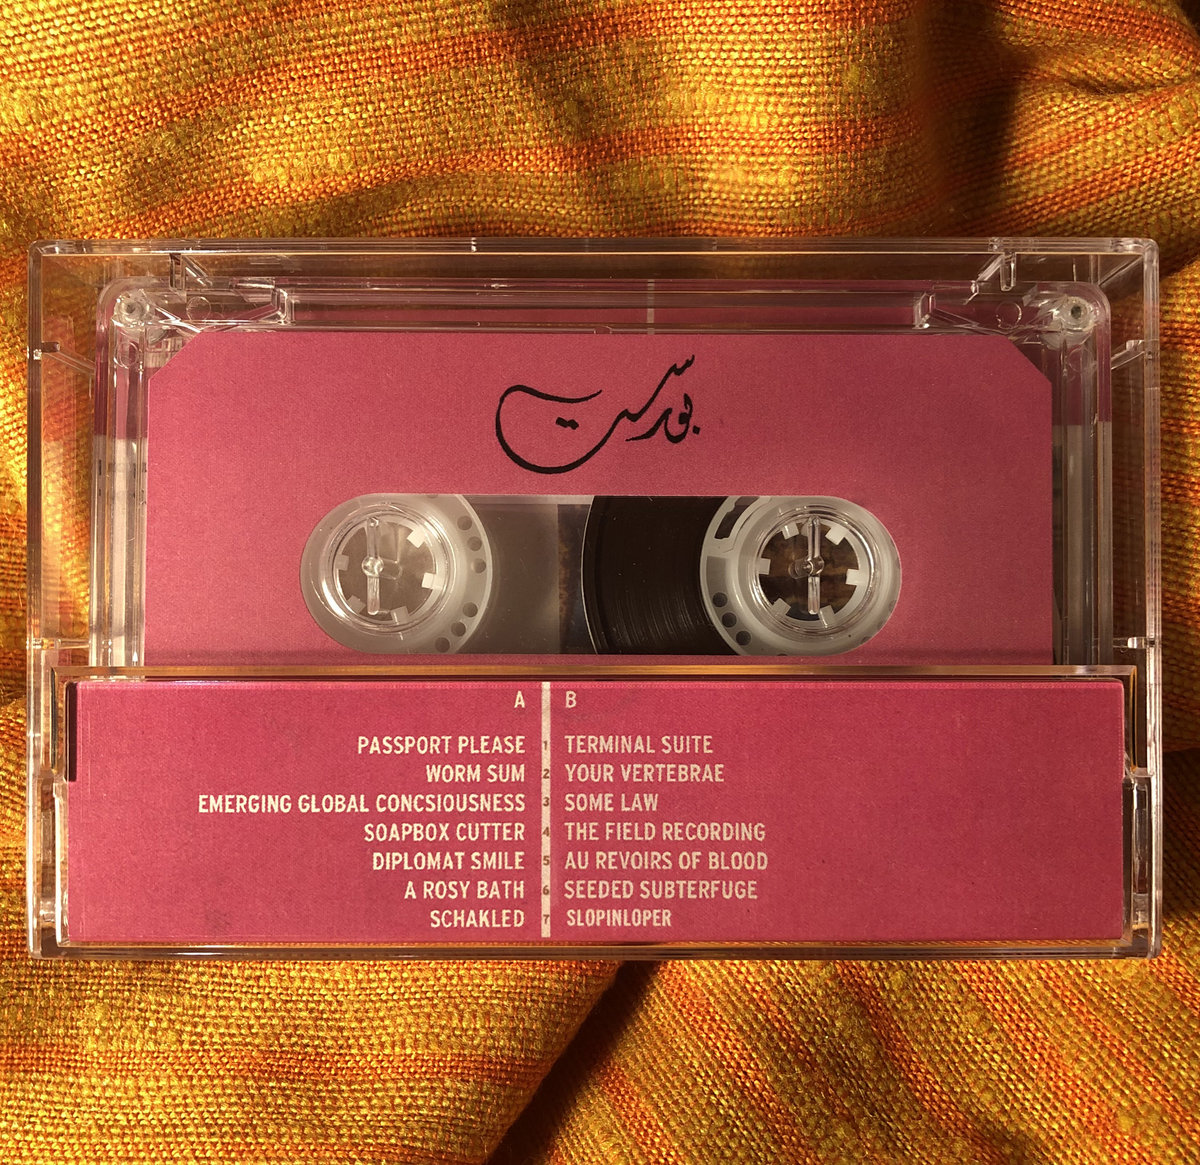 بورست
A B
PASSPORT PLEASE 1 TERMINAL SUITE
WORM SUM 2 YOUR VERTEBRAE
EMERGING GLOBAL CONCSIOUSNESS 3 SOME LAW
SOAPBOX CUTTER 4 THE FIELD RECORDING
DIPLOMAT SMILE 5 AU REVOIRS OF BLOOD
A ROSY BATH 6 SEEDED SUBTERFUGE
SCHAKLED 7 SLOPINLOPER